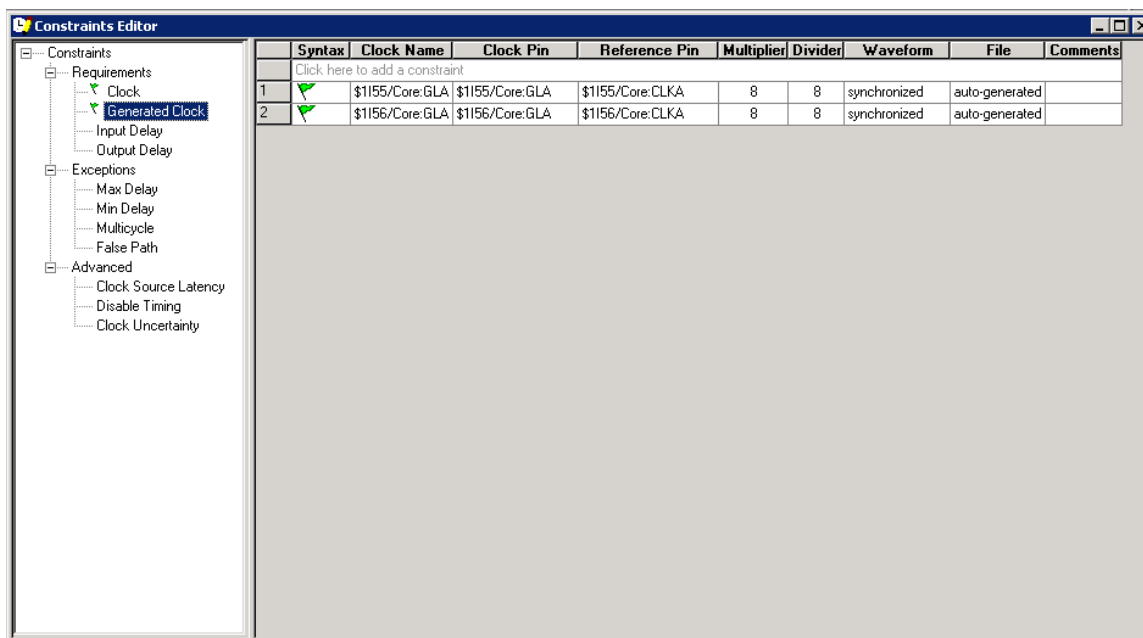 Constraints Editor
Constraints
Requirements
Clock
Generated Clock
Input Delay
Output Delay
Exceptions
Max Delay
Min Delay
Multicycle
False Path
Advanced
Clock Source Latency
Disable Timing
Clock Uncertainty
Syntax Clock Name Clock Pin Reference Pin Multiplier Divider Waveform File Comments
Click here to add a constraint
1 $1I55/Core:GLA $1I55/Core:GLA $1I55/Core:CLKA 8 8 synchronized auto-generated
2 $1I56/Core:GLA $1I56/Core:GLA $1I56/Core:CLKA 8 8 synchronized auto-generated